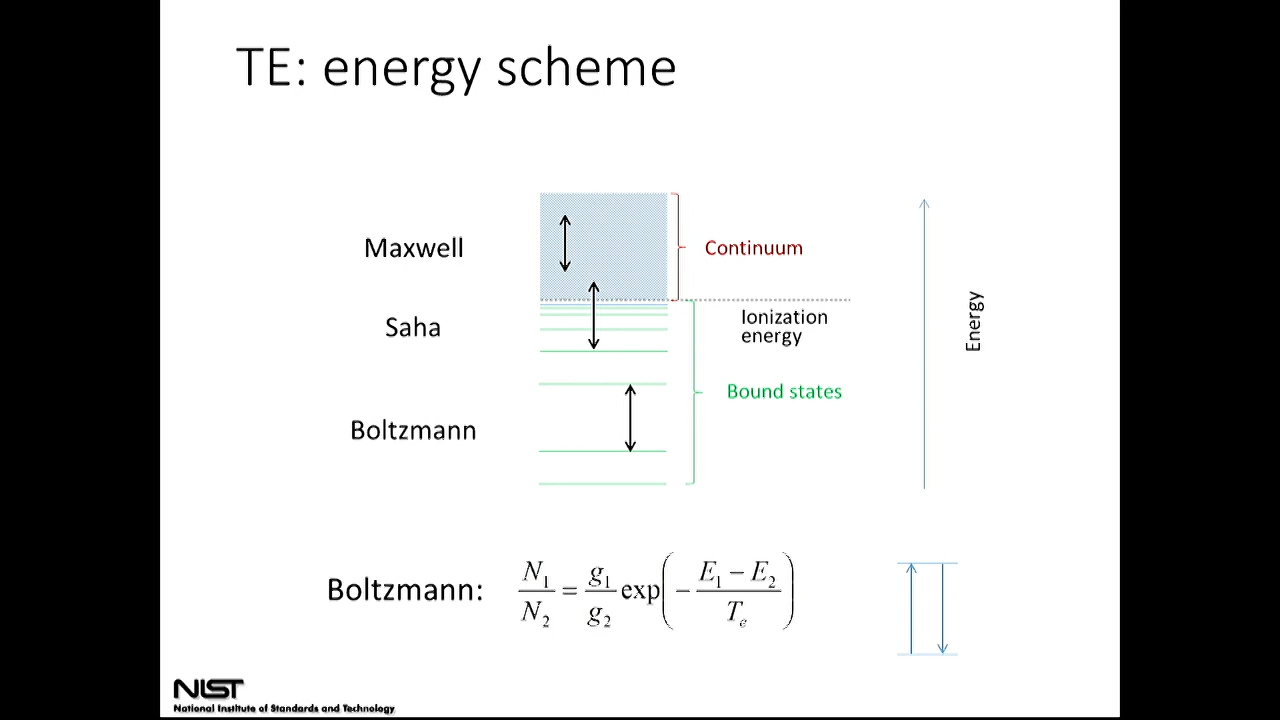 TE: energy scheme
Maxwell
Continuum
Saha
Ionization
energy
Energy
Bound states
Boltzmann
Boltzmann: N₁/N₂ = g₁/g₂ exp(−(E₁ − E₂)/Tₑ)
NIST
National Institute of Standards and Technology